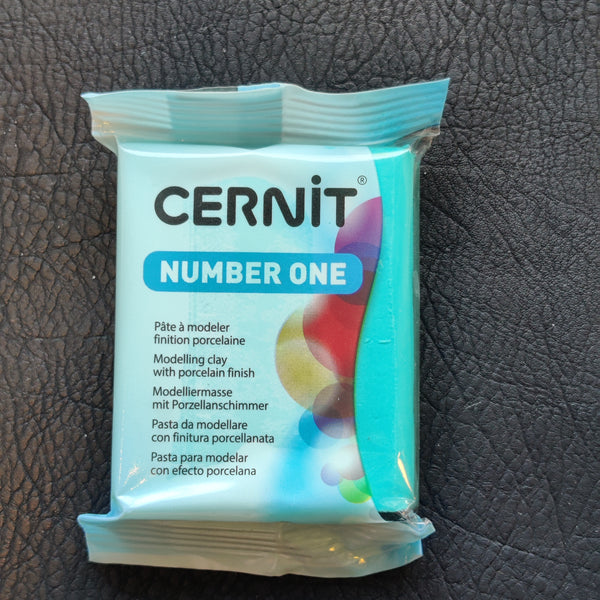 CERNiT®
NUMBER ONE
Pâte à modeler
finition porcelaine
Modelling clay
with porcelain finish
Modelliermasse
mit Porzellanschimmer
Pasta da modellare
con finitura porcellanata
Pasta para modelar
con efecto porcelana